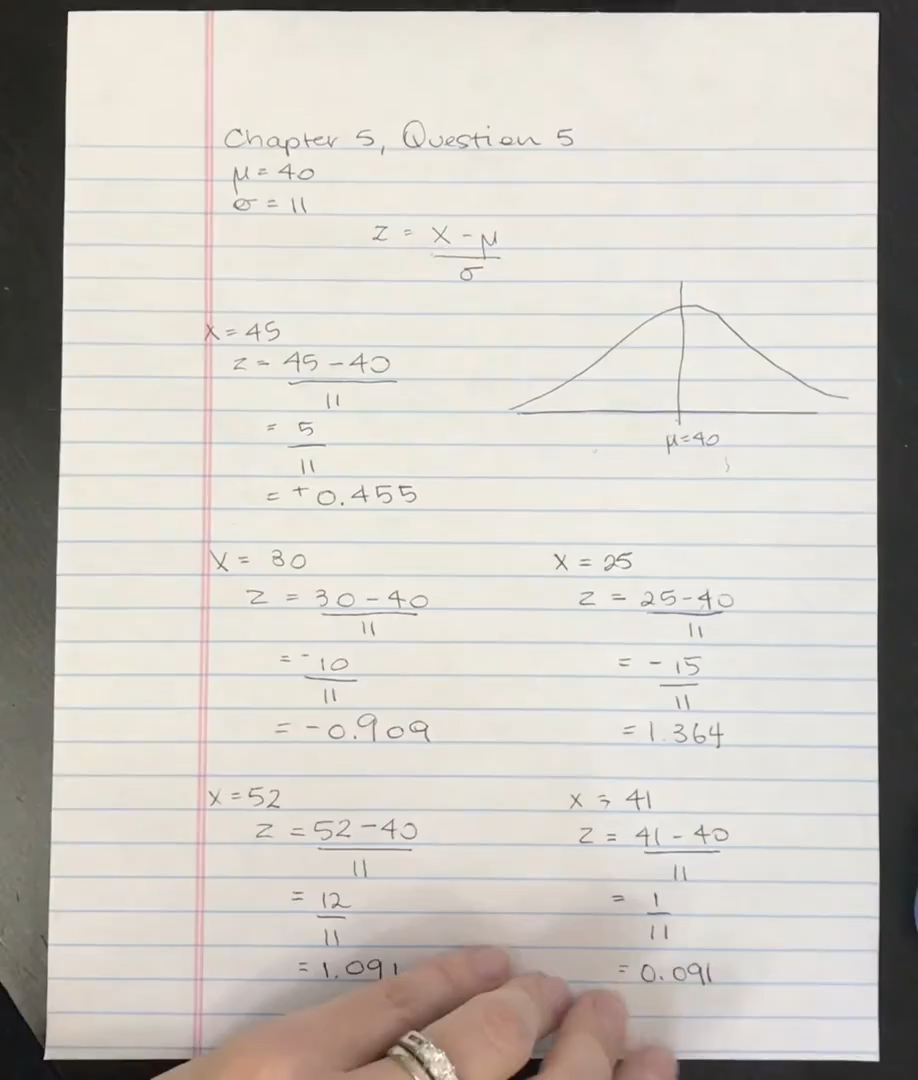 Chapter 5, Question 5
μ = 40
σ = 11
z = x - μ
σ
x = 45
z = 45 - 40
11
= 5
11
= +0.455
μ = 40
x = 30
z = 30 - 40
11
= -10
11
= -0.909
x = 25
z = 25 - 40
11
= -15
11
= 1.364
x = 52
z = 52 - 40
11
= 12
11
= 1.091
x = 41
z = 41 - 40
11
= 1
11
= 0.091